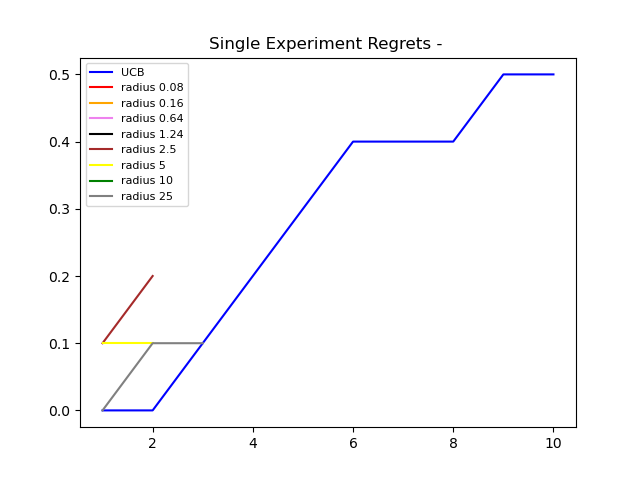 Single Experiment Regrets -
UCB
radius 0.08
radius 0.16
radius 0.64
radius 1.24
radius 2.5
radius 5
radius 10
radius 25
0.5
0.4
0.3
0.2
0.1
0.0
2 4 6 8 10